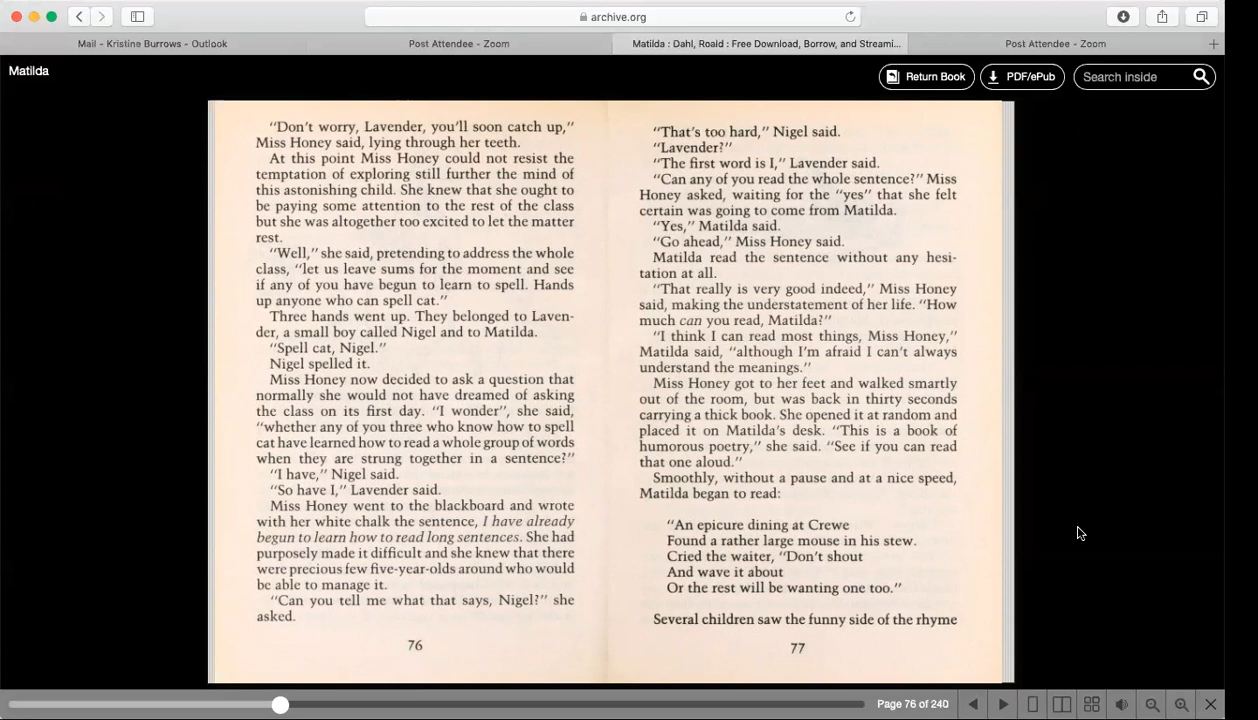 archive.org
Mail - Kristine Burrows - Outlook
Post Attendee - Zoom
Matilda : Dahl, Roald : Free Download, Borrow, and Streami...
Post Attendee - Zoom
Matilda
Return Book
PDF/ePub
Search inside
"Don't worry, Lavender, you'll soon catch up,"
Miss Honey said, lying through her teeth.
At this point Miss Honey could not resist the
temptation of exploring still further the mind of
this astonishing child. She knew that she ought to
be paying some attention to the rest of the class
but she was altogether too excited to let the matter
rest.
"Well," she said, pretending to address the whole
class, "let us leave sums for the moment and see
if any of you have begun to learn to spell. Hands
up anyone who can spell cat."
Three hands went up. They belonged to Laven-
der, a small boy called Nigel and to Matilda.
"Spell cat, Nigel."
Nigel spelled it.
Miss Honey now decided to ask a question that
normally she would not have dreamed of asking
the class on its first day. "I wonder", she said,
"whether any of you three who know how to spell
cat have learned how to read a whole group of words
when they are strung together in a sentence?"
"I have," Nigel said.
"So have I," Lavender said.
Miss Honey went to the blackboard and wrote
with her white chalk the sentence, I have already
begun to learn how to read long sentences. She had
purposely made it difficult and she knew that there
were precious few five-year-olds around who would
be able to manage it.
"Can you tell me what that says, Nigel?" she
asked.
76
"That's too hard," Nigel said.
"Lavender?"
"The first word is I," Lavender said.
"Can any of you read the whole sentence?" Miss
Honey asked, waiting for the "yes" that she felt
certain was going to come from Matilda.
"Yes," Matilda said.
"Go ahead," Miss Honey said.
Matilda read the sentence without any hesi-
tation at all.
"That really is very good indeed," Miss Honey
said, making the understatement of her life. "How
much can you read, Matilda?"
"I think I can read most things, Miss Honey,"
Matilda said, "although I'm afraid I can't always
understand the meanings."
Miss Honey got to her feet and walked smartly
out of the room, but was back in thirty seconds
carrying a thick book. She opened it at random and
placed it on Matilda's desk. "This is a book of
humorous poetry," she said. "See if you can read
that one aloud."
Smoothly, without a pause and at a nice speed,
Matilda began to read:
"An epicure dining at Crewe
Found a rather large mouse in his stew.
Cried the waiter, "Don't shout
And wave it about
Or the rest will be wanting one too."
Several children saw the funny side of the rhyme
77
Page 76 of 240